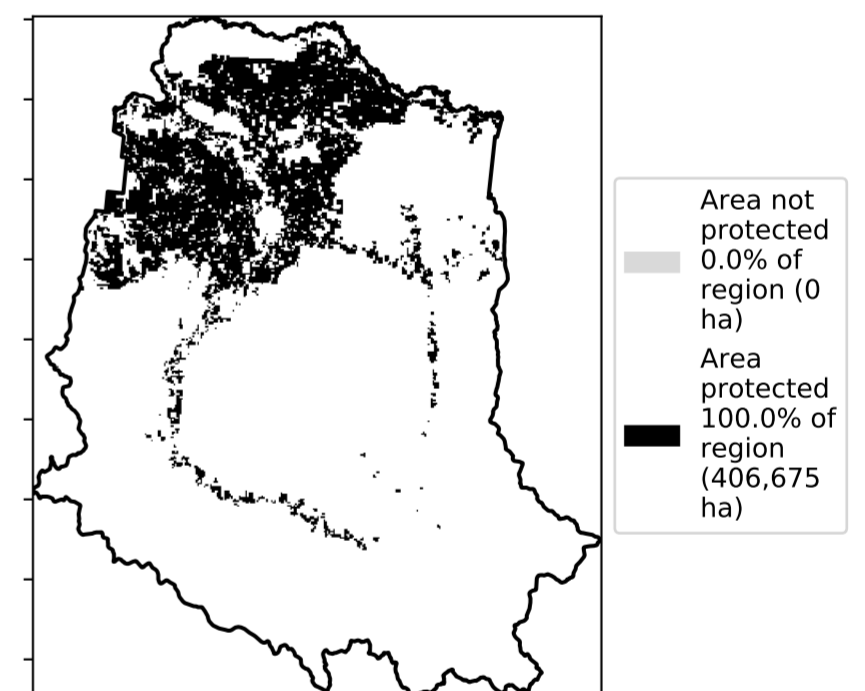 Area not
protected
0.0% of
region (0
ha)
Area
protected
100.0% of
region
(406,675
ha)